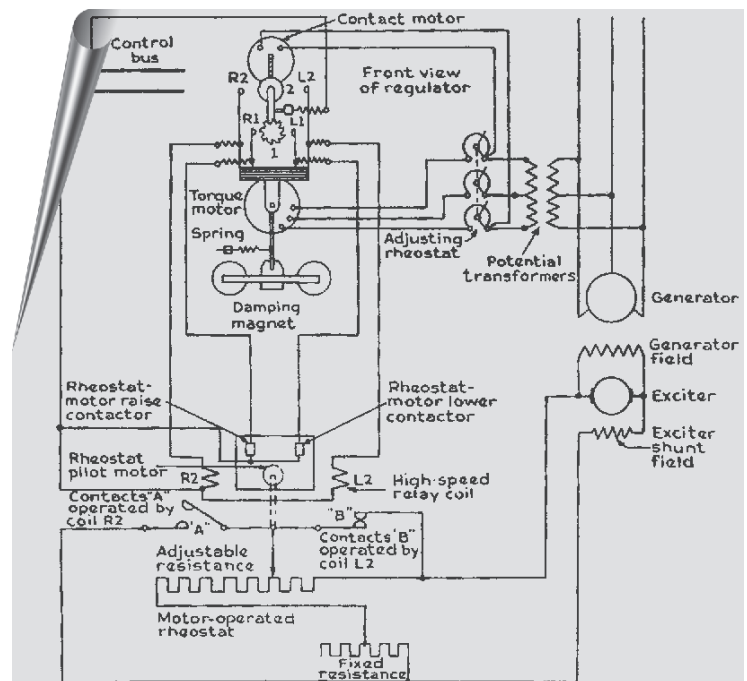 Contact motor
Control
bus
R2
L2
2
Front view
of regulator
R1
L1
1
Torque
motor
Adjusting
rheostat
Spring
Potential
transformers
Damping
magnet
Generator
Generator
field
Rheostat-
motor raise
contactor
Rheostat-
motor lower
contactor
Exciter
Exciter
shunt
field
Rheostat
pilot motor
R2
L2
High-speed
relay coil
Contacts "A"
operated by
coil R2
"A"
"B"
Contacts "B"
operated by
coil L2
Adjustable
resistance
Motor-operated
rheostat
Fixed
resistance